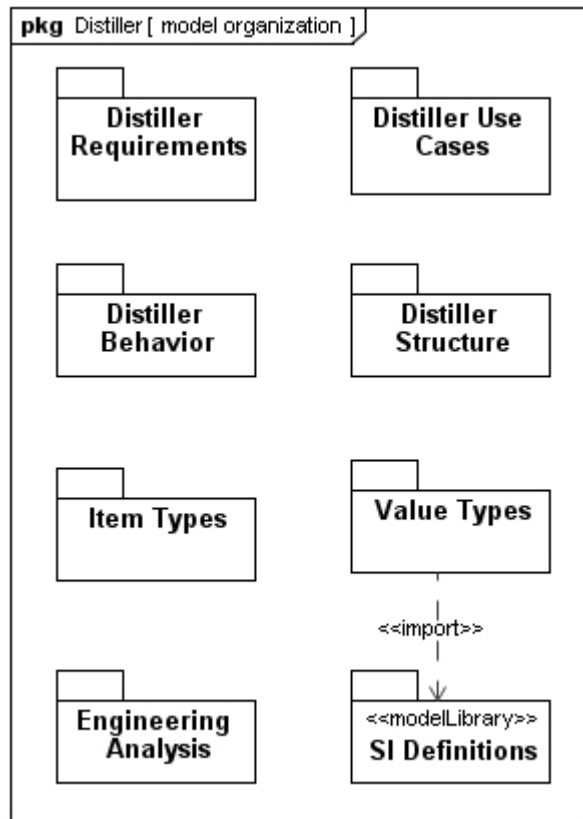 pkg Distiller [ model organization ]
Distiller
Requirements
Distiller Use
Cases
Distiller
Behavior
Distiller
Structure
Item Types
Value Types
<<import>>
Engineering
Analysis
<<modelLibrary>>
SI Definitions